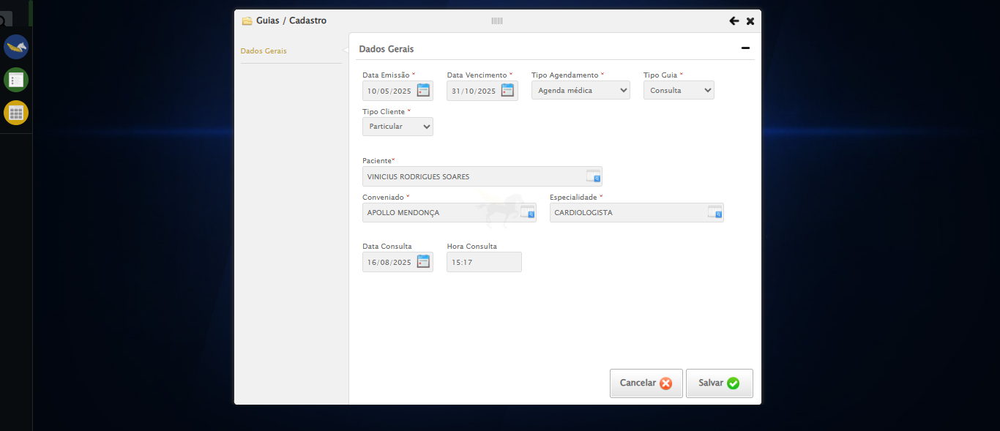 Guias / Cadastro
Dados Gerais
Dados Gerais
Data Emissão * Data Vencimento * Tipo Agendamento * Tipo Guia *
10/05/2025 31/10/2025 Agenda médica Consulta
Tipo Cliente *
Particular
Paciente*
VINICIUS RODRIGUES SOARES
Conveniado * Especialidade *
APOLLO MENDONÇA CARDIOLOGISTA
Data Consulta Hora Consulta
16/08/2025 15:17
Cancelar Salvar